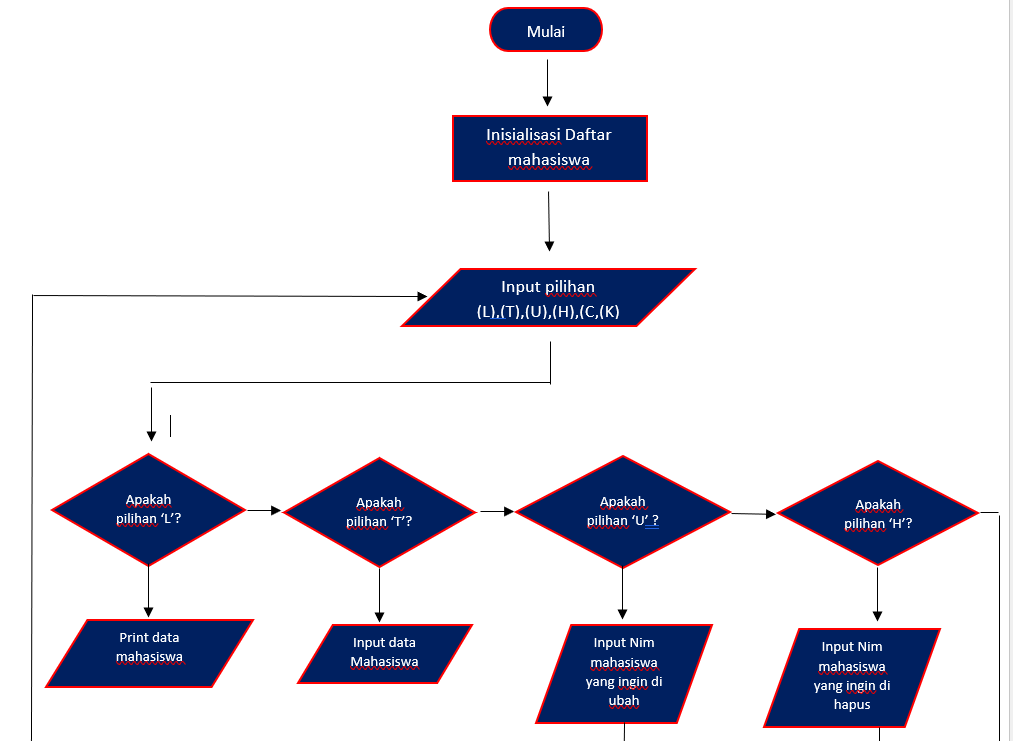 Mulai
Inisialisasi Daftar
mahasiswa
Input pilihan
(L),(T),(U),(H),(C,(K)
Apakah
pilihan ‘L’?
Apakah
pilihan ‘T’?
Apakah
pilihan ‘U’ ?
Apakah
pilihan ‘H’?
Print data
mahasiswa
Input data
Mahasiswa
Input Nim
mahasiswa
yang ingin di
ubah
Input Nim
mahasiswa
yang ingin di
hapus